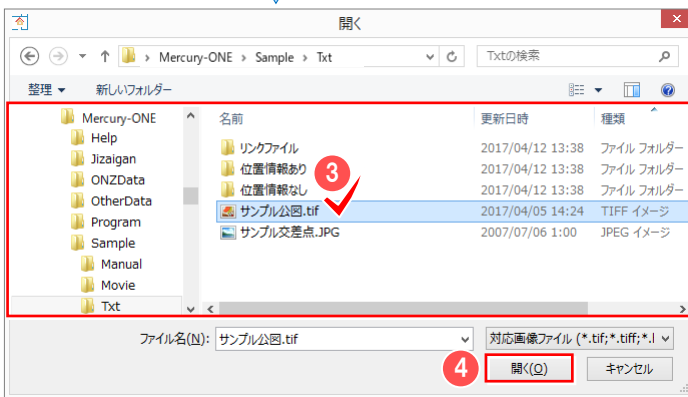 開く
Mercury-ONE › Sample › Txt
Txtの検索
整理 新しいフォルダー
名前 更新日時 種類
Mercury-ONE
Help
Jizaigan
ONZData
OtherData
Program
Sample
Manual
Movie
Txt
リンクファイル 2017/04/12 13:38 ファイル フォルダー
位置情報あり 2017/04/12 13:38 ファイル フォルダー
位置情報なし 2017/04/12 13:38 ファイル フォルダー
サンプル公図.tif 2017/04/05 14:24 TIFF イメージ
サンプル交差点.JPG 2007/07/06 1:00 JPEG イメージ
3
ファイル名(N): サンプル公図.tif 対応画像ファイル (*.tif;*.tiff;*.
4
開く(O) キャンセル